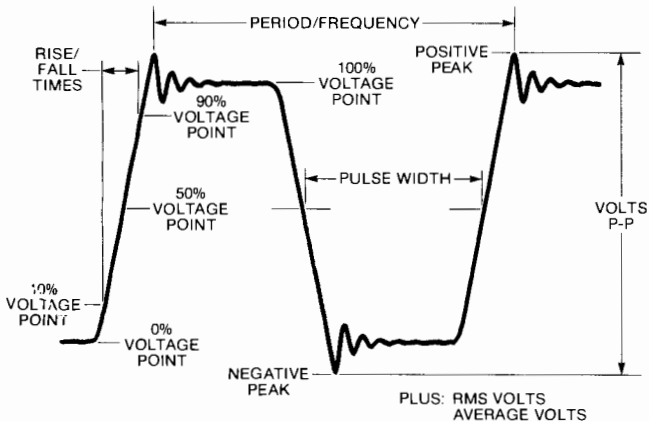 PERIOD/FREQUENCY
RISE/
FALL
TIMES
100%
VOLTAGE
POINT
POSITIVE
PEAK
90%
VOLTAGE
POINT
PULSE WIDTH
50%
VOLTAGE
POINT
VOLTS
P-P
10%
VOLTAGE
POINT
0%
VOLTAGE
POINT
NEGATIVE
PEAK
PLUS: RMS VOLTS
AVERAGE VOLTS